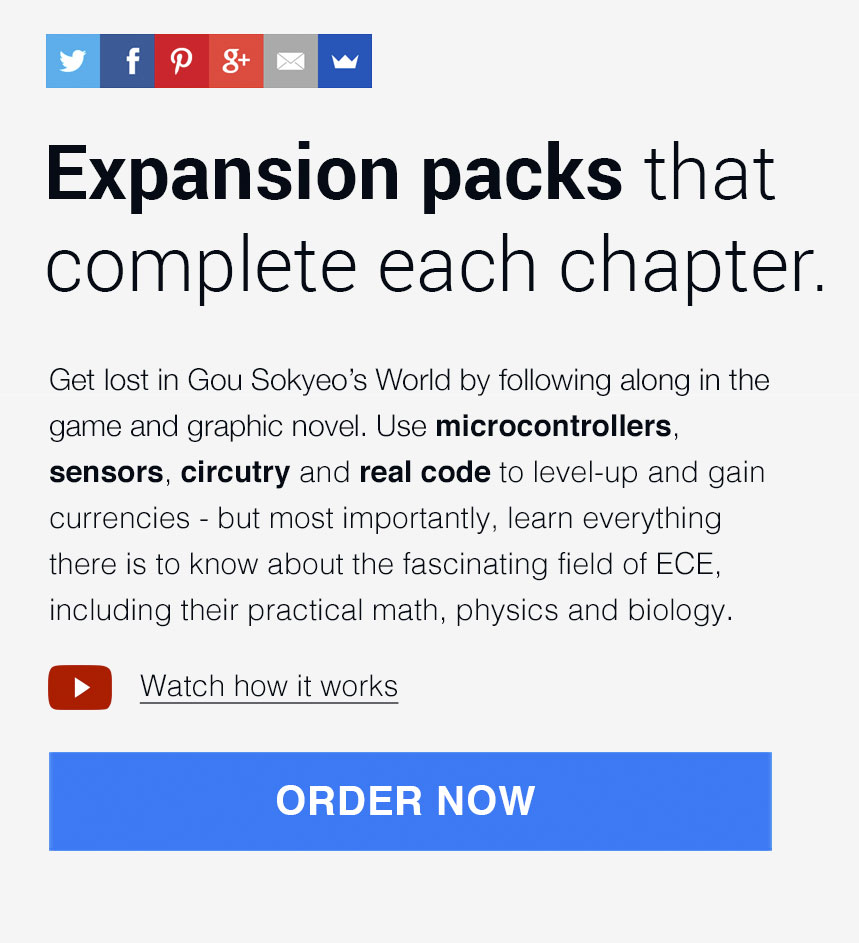 Expansion packs that
complete each chapter.
Get lost in Gou Sokyeo’s World by following along in the
game and graphic novel. Use microcontrollers,
sensors, circutry and real code to level-up and gain
currencies - but most importantly, learn everything
there is to know about the fascinating field of ECE,
including their practical math, physics and biology.
Watch how it works
ORDER NOW